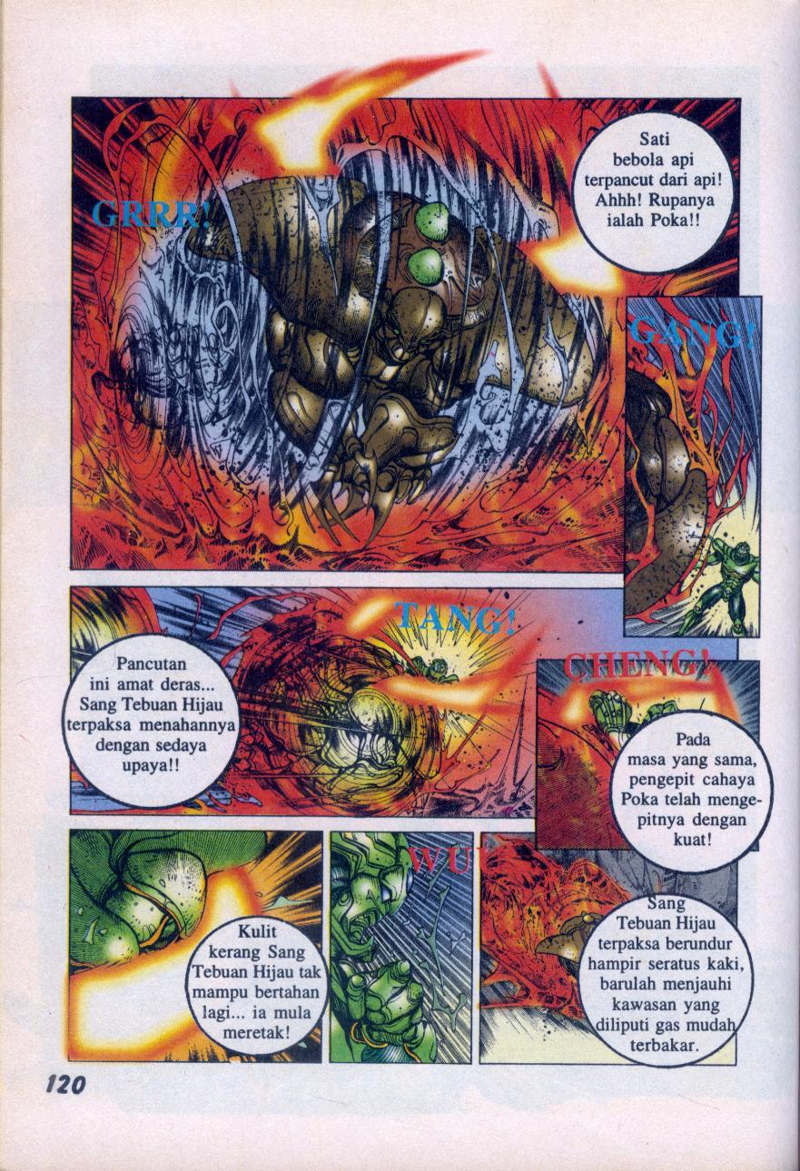 Sati
bebola api
terpancut dari api!
Ahhh! Rupanya
ialah Poka!!
GRRR!
GANG!
TANG!
Pancutan
ini amat deras...
Sang Tebuan Hijau
terpaksa menahannya
dengan sedaya
upaya!!
CHENG!
Pada
masa yang sama,
pengepit cahaya
Poka telah menge-
pitnya dengan
kuat!
Kulit
kerang Sang
Tebuan Hijau tak
mampu bertahan
lagi... ia mula
meretak!
Sang
Tebuan Hijau
terpaksa berundur
hampir seratus kaki,
barulah menjauhi
kawasan yang
diliputi gas mudah
terbakar.
120